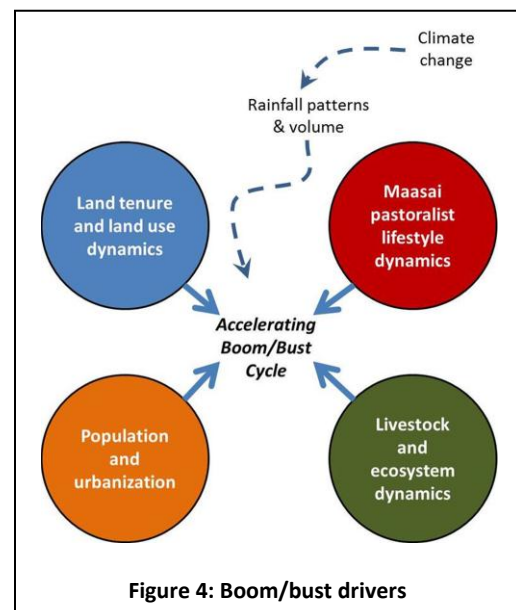 Climate
change
Rainfall patterns
& volume
Land tenure
and land use
dynamics
Maasai
pastoralist
lifestyle
dynamics
Accelerating
Boom/Bust
Cycle
Population
and
urbanization
Livestock
and
ecosystem
dynamics
Figure 4: Boom/bust drivers